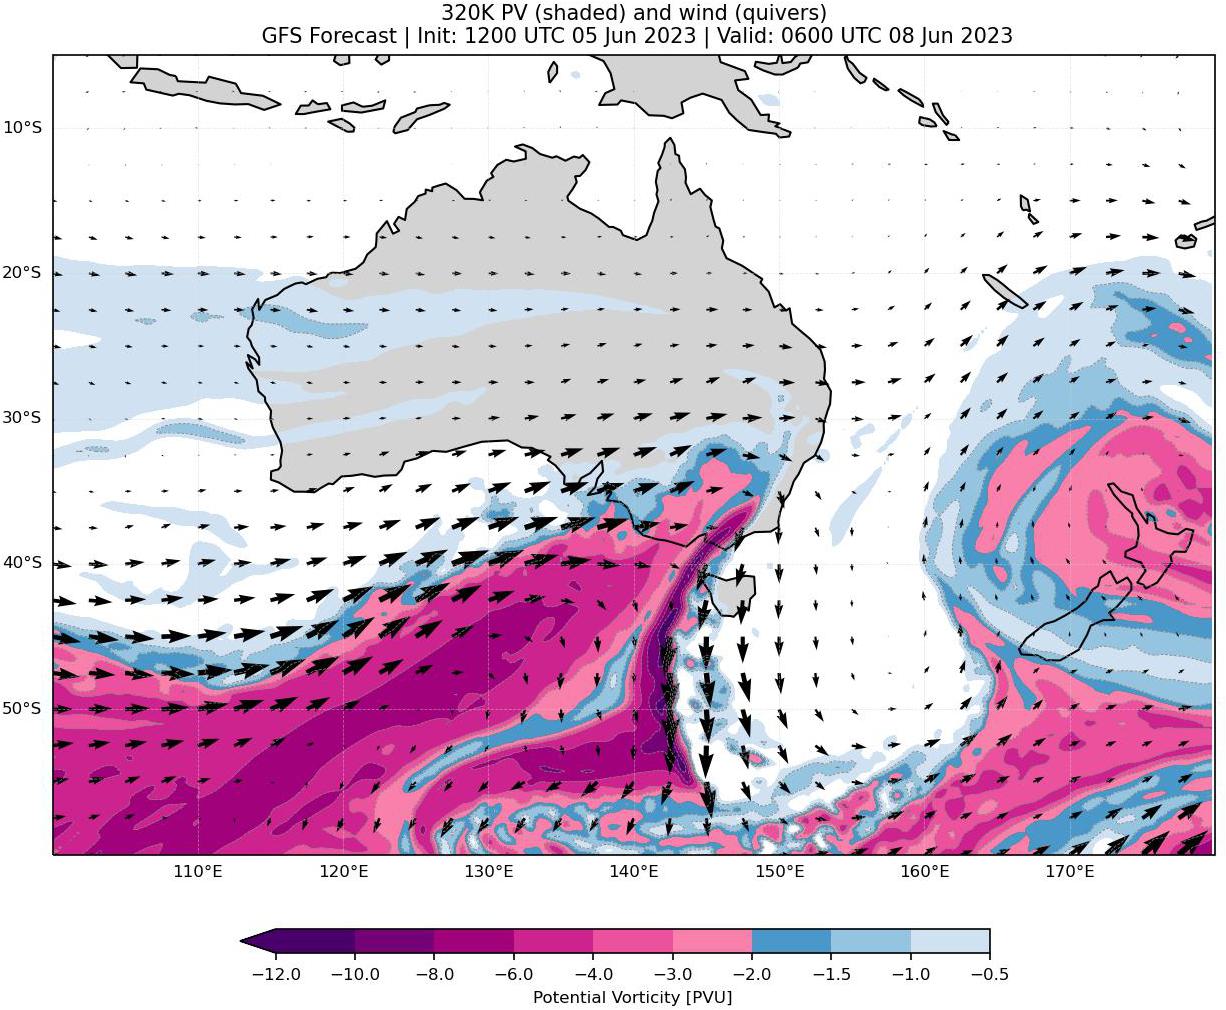 320K PV (shaded) and wind (quivers)
GFS Forecast | Init: 1200 UTC 05 Jun 2023 | Valid: 0600 UTC 08 Jun 2023
10°S
20°S
30°S
40°S
50°S
110°E 120°E 130°E 140°E 150°E 160°E 170°E
−12.0 −10.0 −8.0 −6.0 −4.0 −3.0 −2.0 −1.5 −1.0 −0.5
Potential Vorticity [PVU]